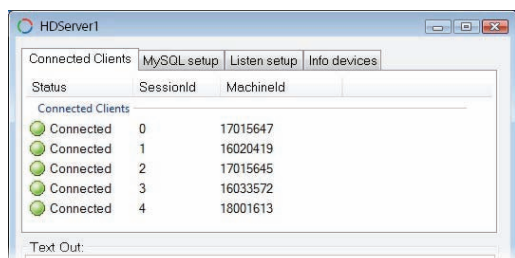 HDServer1
Connected Clients MySQL setup Listen setup Info devices
Status SessionId MachineId
Connected Clients
Connected 0 17015647
Connected 1 16020419
Connected 2 17015645
Connected 3 16033572
Connected 4 18001613
Text Out: